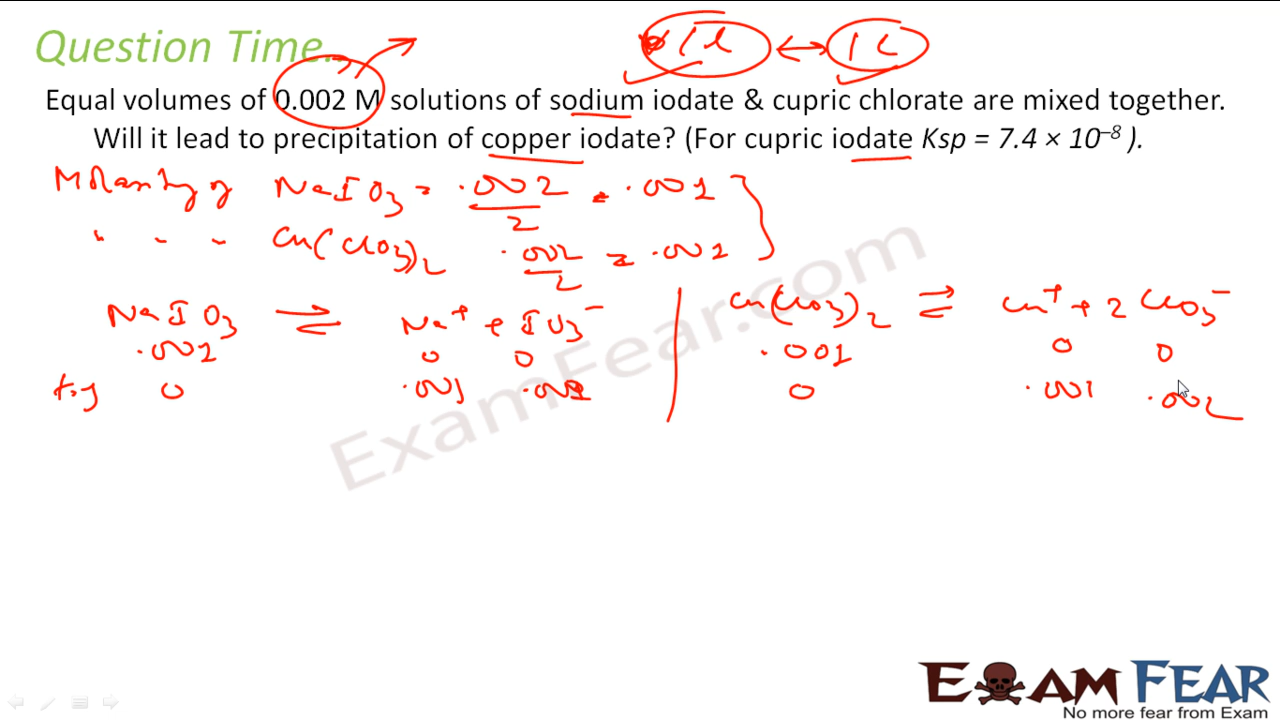 Question Time.
1L ↔ 1L
Equal volumes of 0.002 M solutions of sodium iodate & cupric chlorate are mixed together.
Will it lead to precipitation of copper iodate? (For cupric iodate Ksp = 7.4 × 10⁻⁸ ).
Molarity of NaIO₃ = .002/2 = .001
" " " Cu(ClO₃)₂ .002/2 = .001
NaIO₃ ⇌ Na⁺ + IO₃⁻
.001 0 0
0 .001 .001
Cu(ClO₃)₂ ⇌ Cu⁺ + 2 ClO₃⁻
.001 0 0
0 .001 .002
ExamFear.com
EXAM FEAR
No more fear from Exam